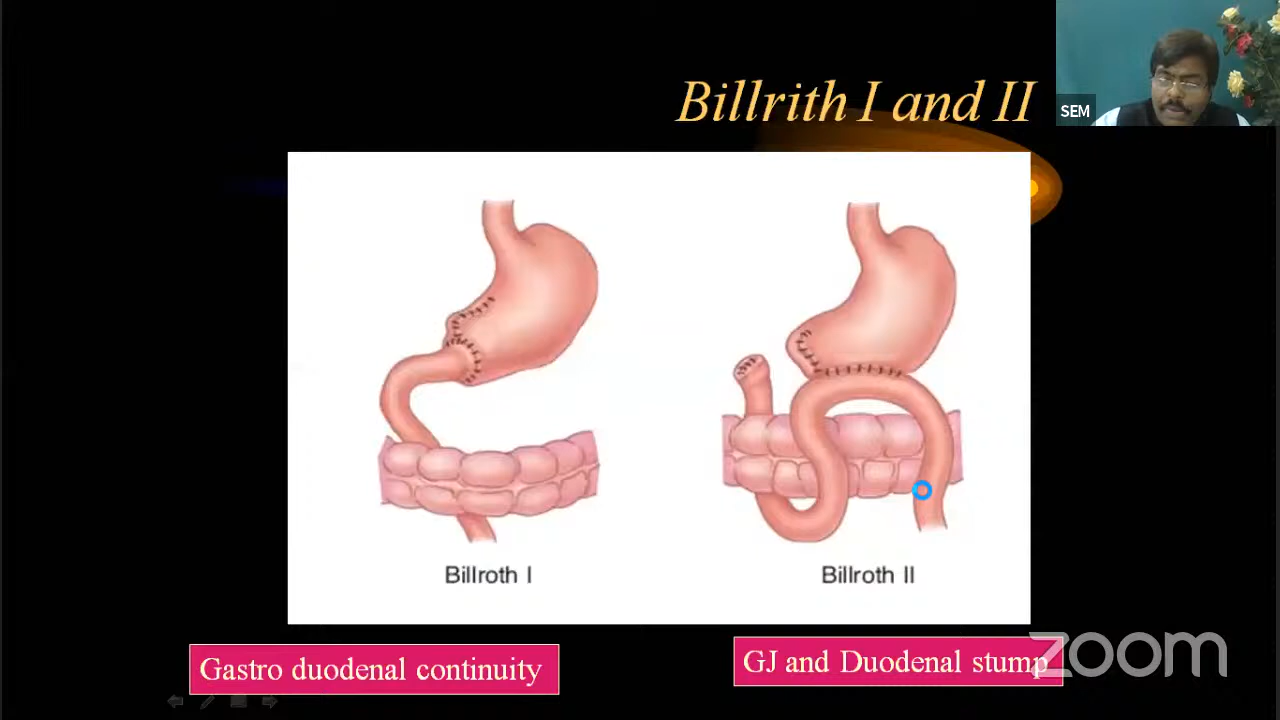 Billrith I and II
SEM
Billroth I
Billroth II
Gastro duodenal continuity
GJ and Duodenal stump
zoom